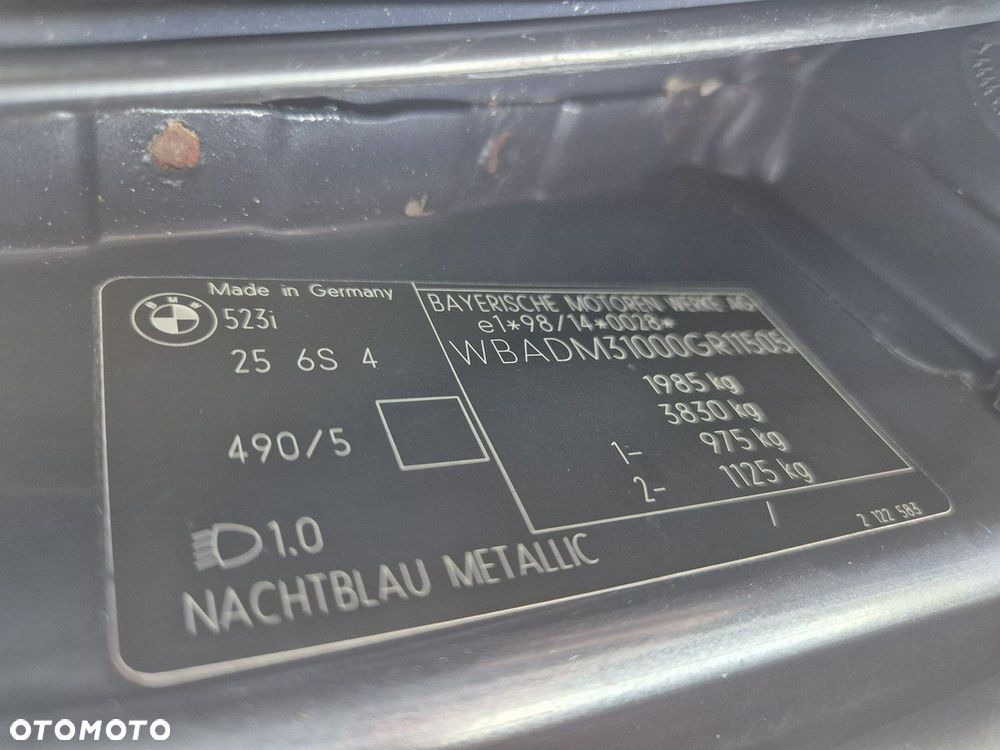 Made in Germany
BMW
523i
25 6S 4
490/5
1.0
NACHTBLAU METALLIC
BAYERISCHE MOTOREN WERKE AG
e1*98/14*0028*
WBADM31000GR11505
1985 kg
3830 kg
1- 975 kg
2- 1125 kg
/
2 122 583
OTOMOTO